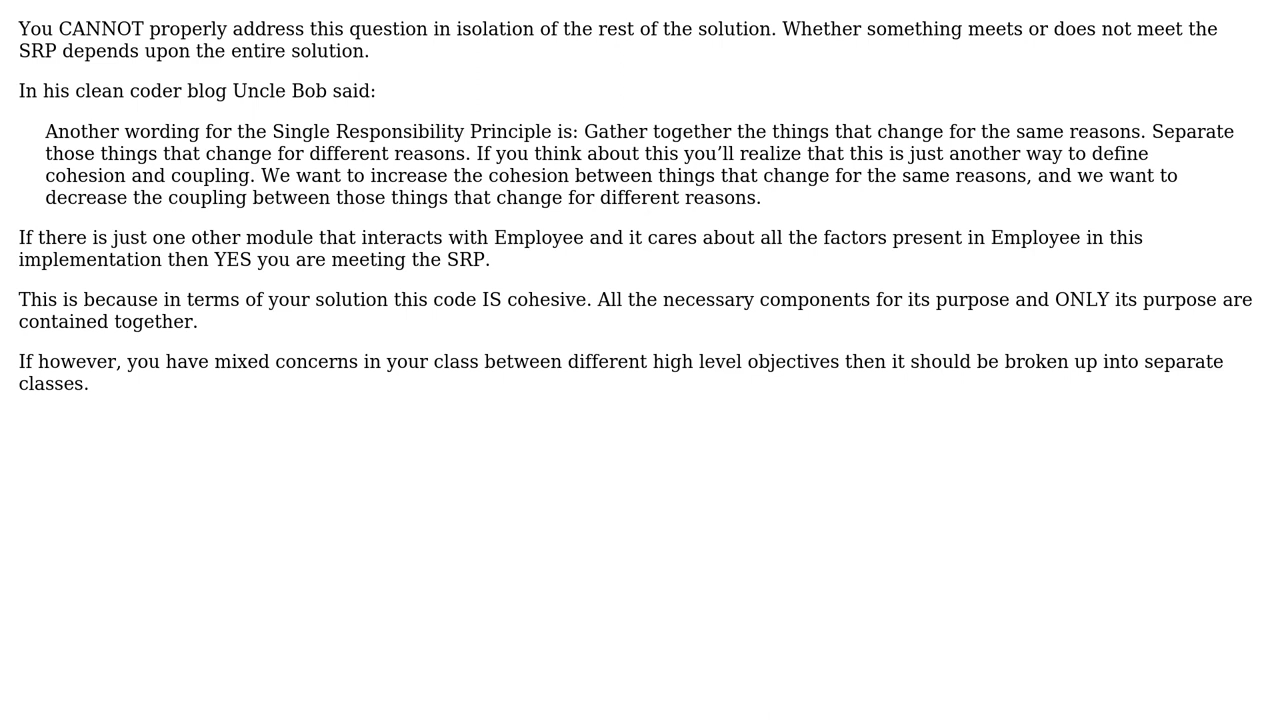 You CANNOT properly address this question in isolation of the rest of the solution. Whether something meets or does not meet the
SRP depends upon the entire solution.
In his clean coder blog Uncle Bob said:
Another wording for the Single Responsibility Principle is: Gather together the things that change for the same reasons. Separate
those things that change for different reasons. If you think about this you’ll realize that this is just another way to define
cohesion and coupling. We want to increase the cohesion between things that change for the same reasons, and we want to
decrease the coupling between those things that change for different reasons.
If there is just one other module that interacts with Employee and it cares about all the factors present in Employee in this
implementation then YES you are meeting the SRP.
This is because in terms of your solution this code IS cohesive. All the necessary components for its purpose and ONLY its purpose are
contained together.
If however, you have mixed concerns in your class between different high level objectives then it should be broken up into separate
classes.